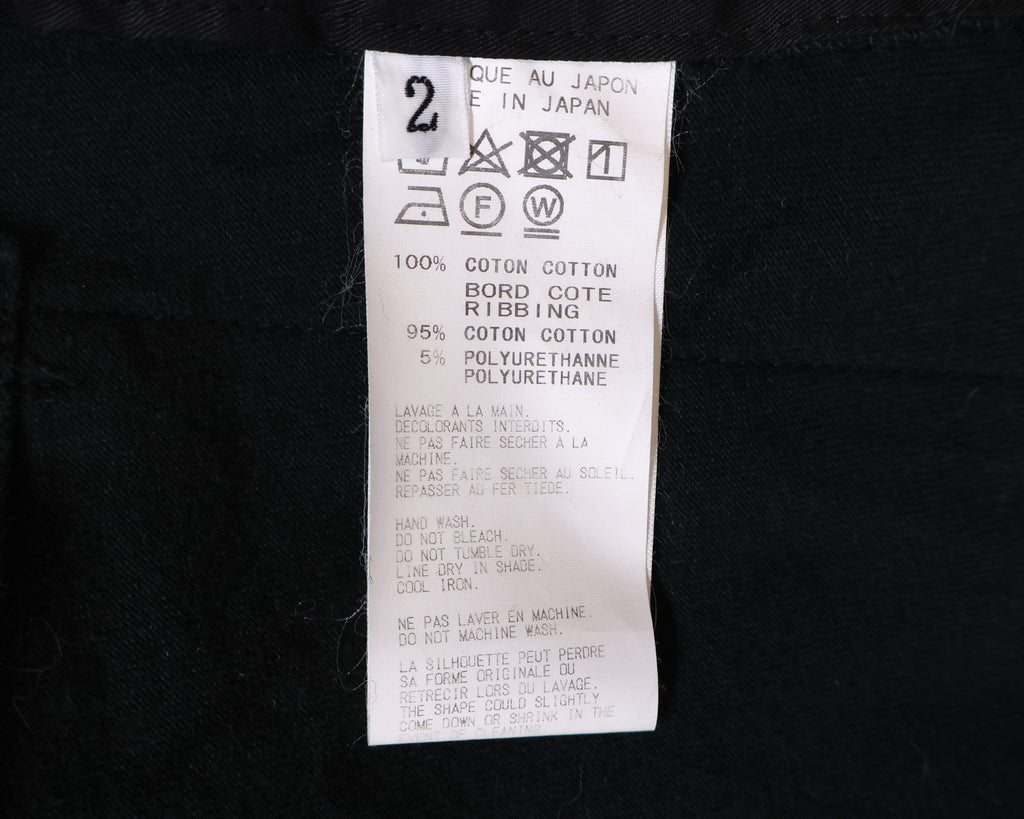 2
QUE AU JAPON
E IN JAPAN
1
F
W
100% COTON COTTON
BORD COTE
RIBBING
95% COTON COTTON
5% POLYURETHANNE
POLYURETHANE
LAVAGE A LA MAIN.
DECOLORANTS INTERDITS.
NE PAS FAIRE SECHER A LA
MACHINE.
NE PAS FAIRE SECHER AU SOLEIL.
REPASSER AU FER TIEDE.
HAND WASH.
DO NOT BLEACH.
DO NOT TUMBLE DRY.
LINE DRY IN SHADE.
COOL IRON.
NE PAS LAVER EN MACHINE.
DO NOT MACHINE WASH.
LA SILHOUETTE PEUT PERDRE
SA FORME ORIGINALE OU
RETRECIR LORS DU LAVAGE.
THE SHAPE COULD SLIGHTLY
COME DOWN OR SHRINK IN THE
EVENT OF CLEANING.